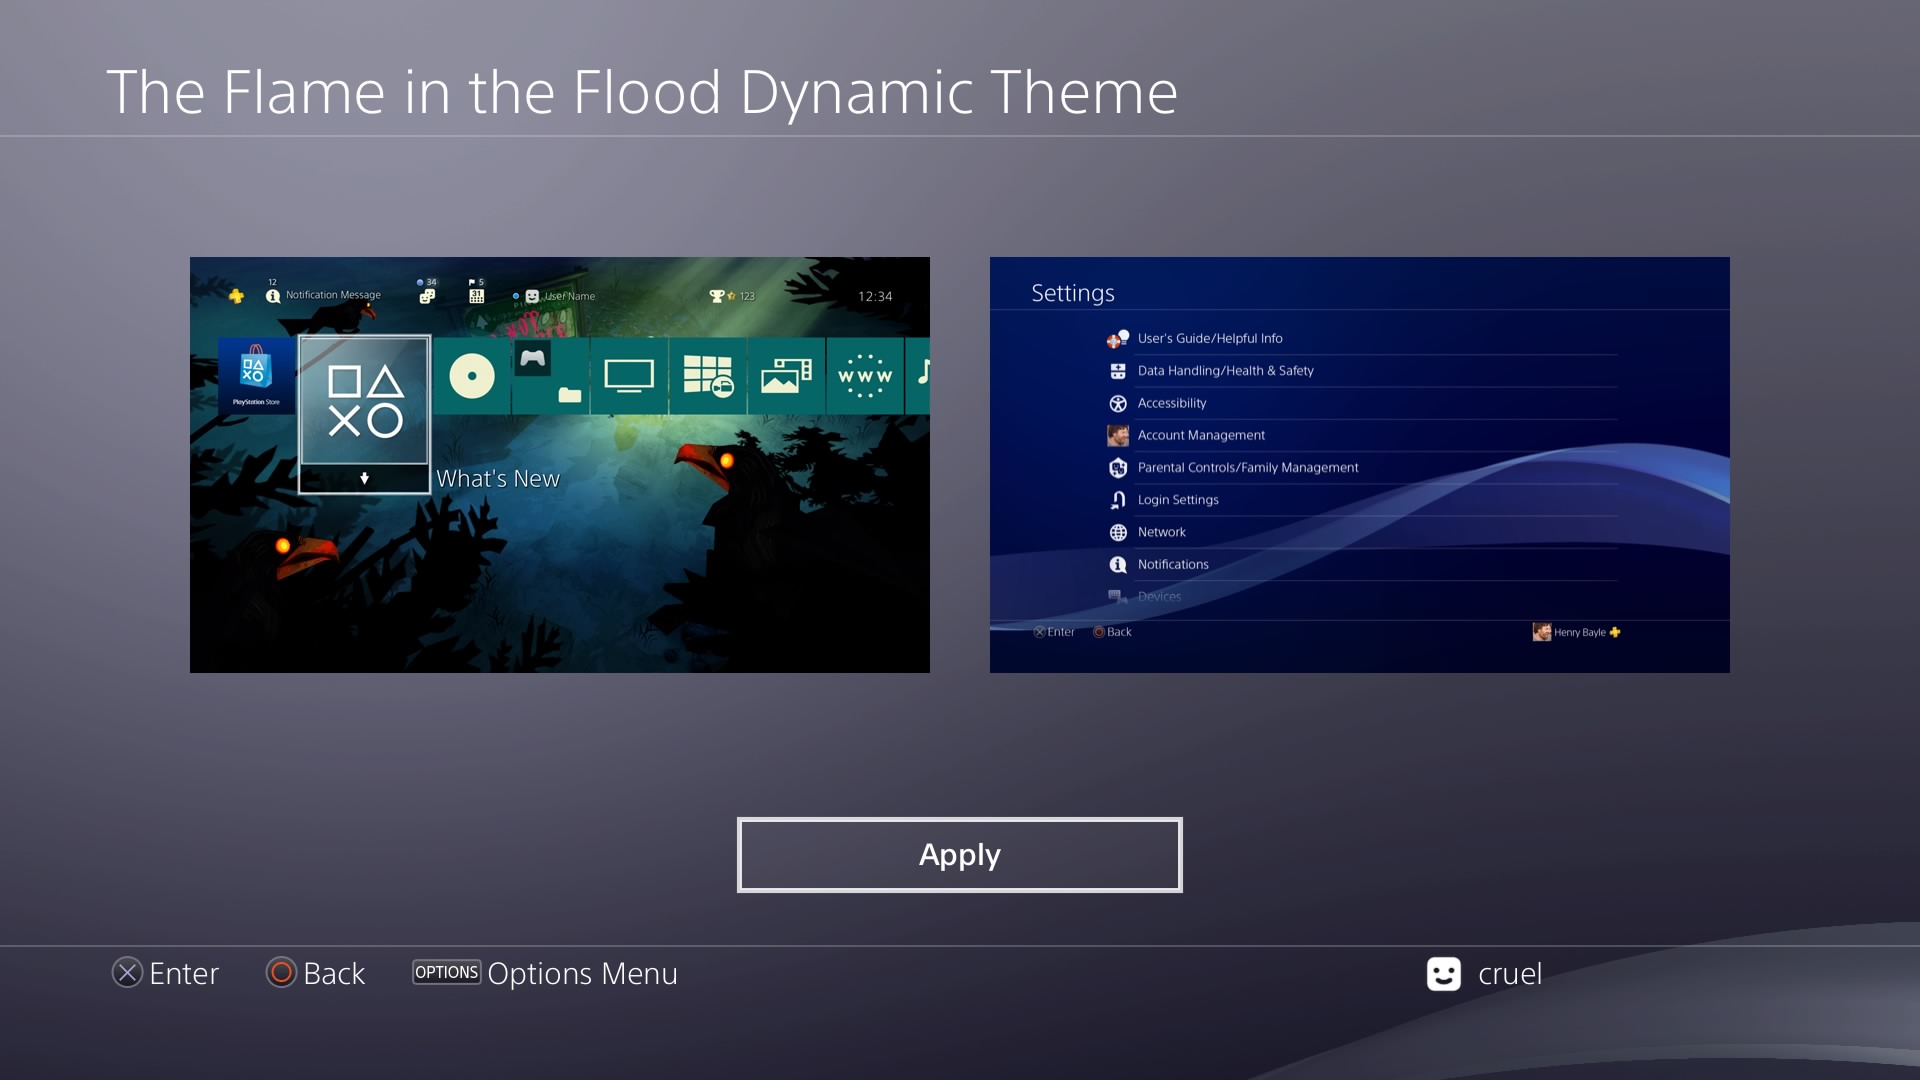 The Flame in the Flood Dynamic Theme
12
Notification Message
34
5
31
User Name
123
12:34
PlayStation Store
WWW
What's New
Settings
User's Guide/Helpful Info
Data Handling/Health & Safety
Accessibility
Account Management
Parental Controls/Family Management
Login Settings
Network
Notifications
Devices
Enter Back
Henry Bayle
Apply
Enter Back OPTIONS Options Menu
cruel